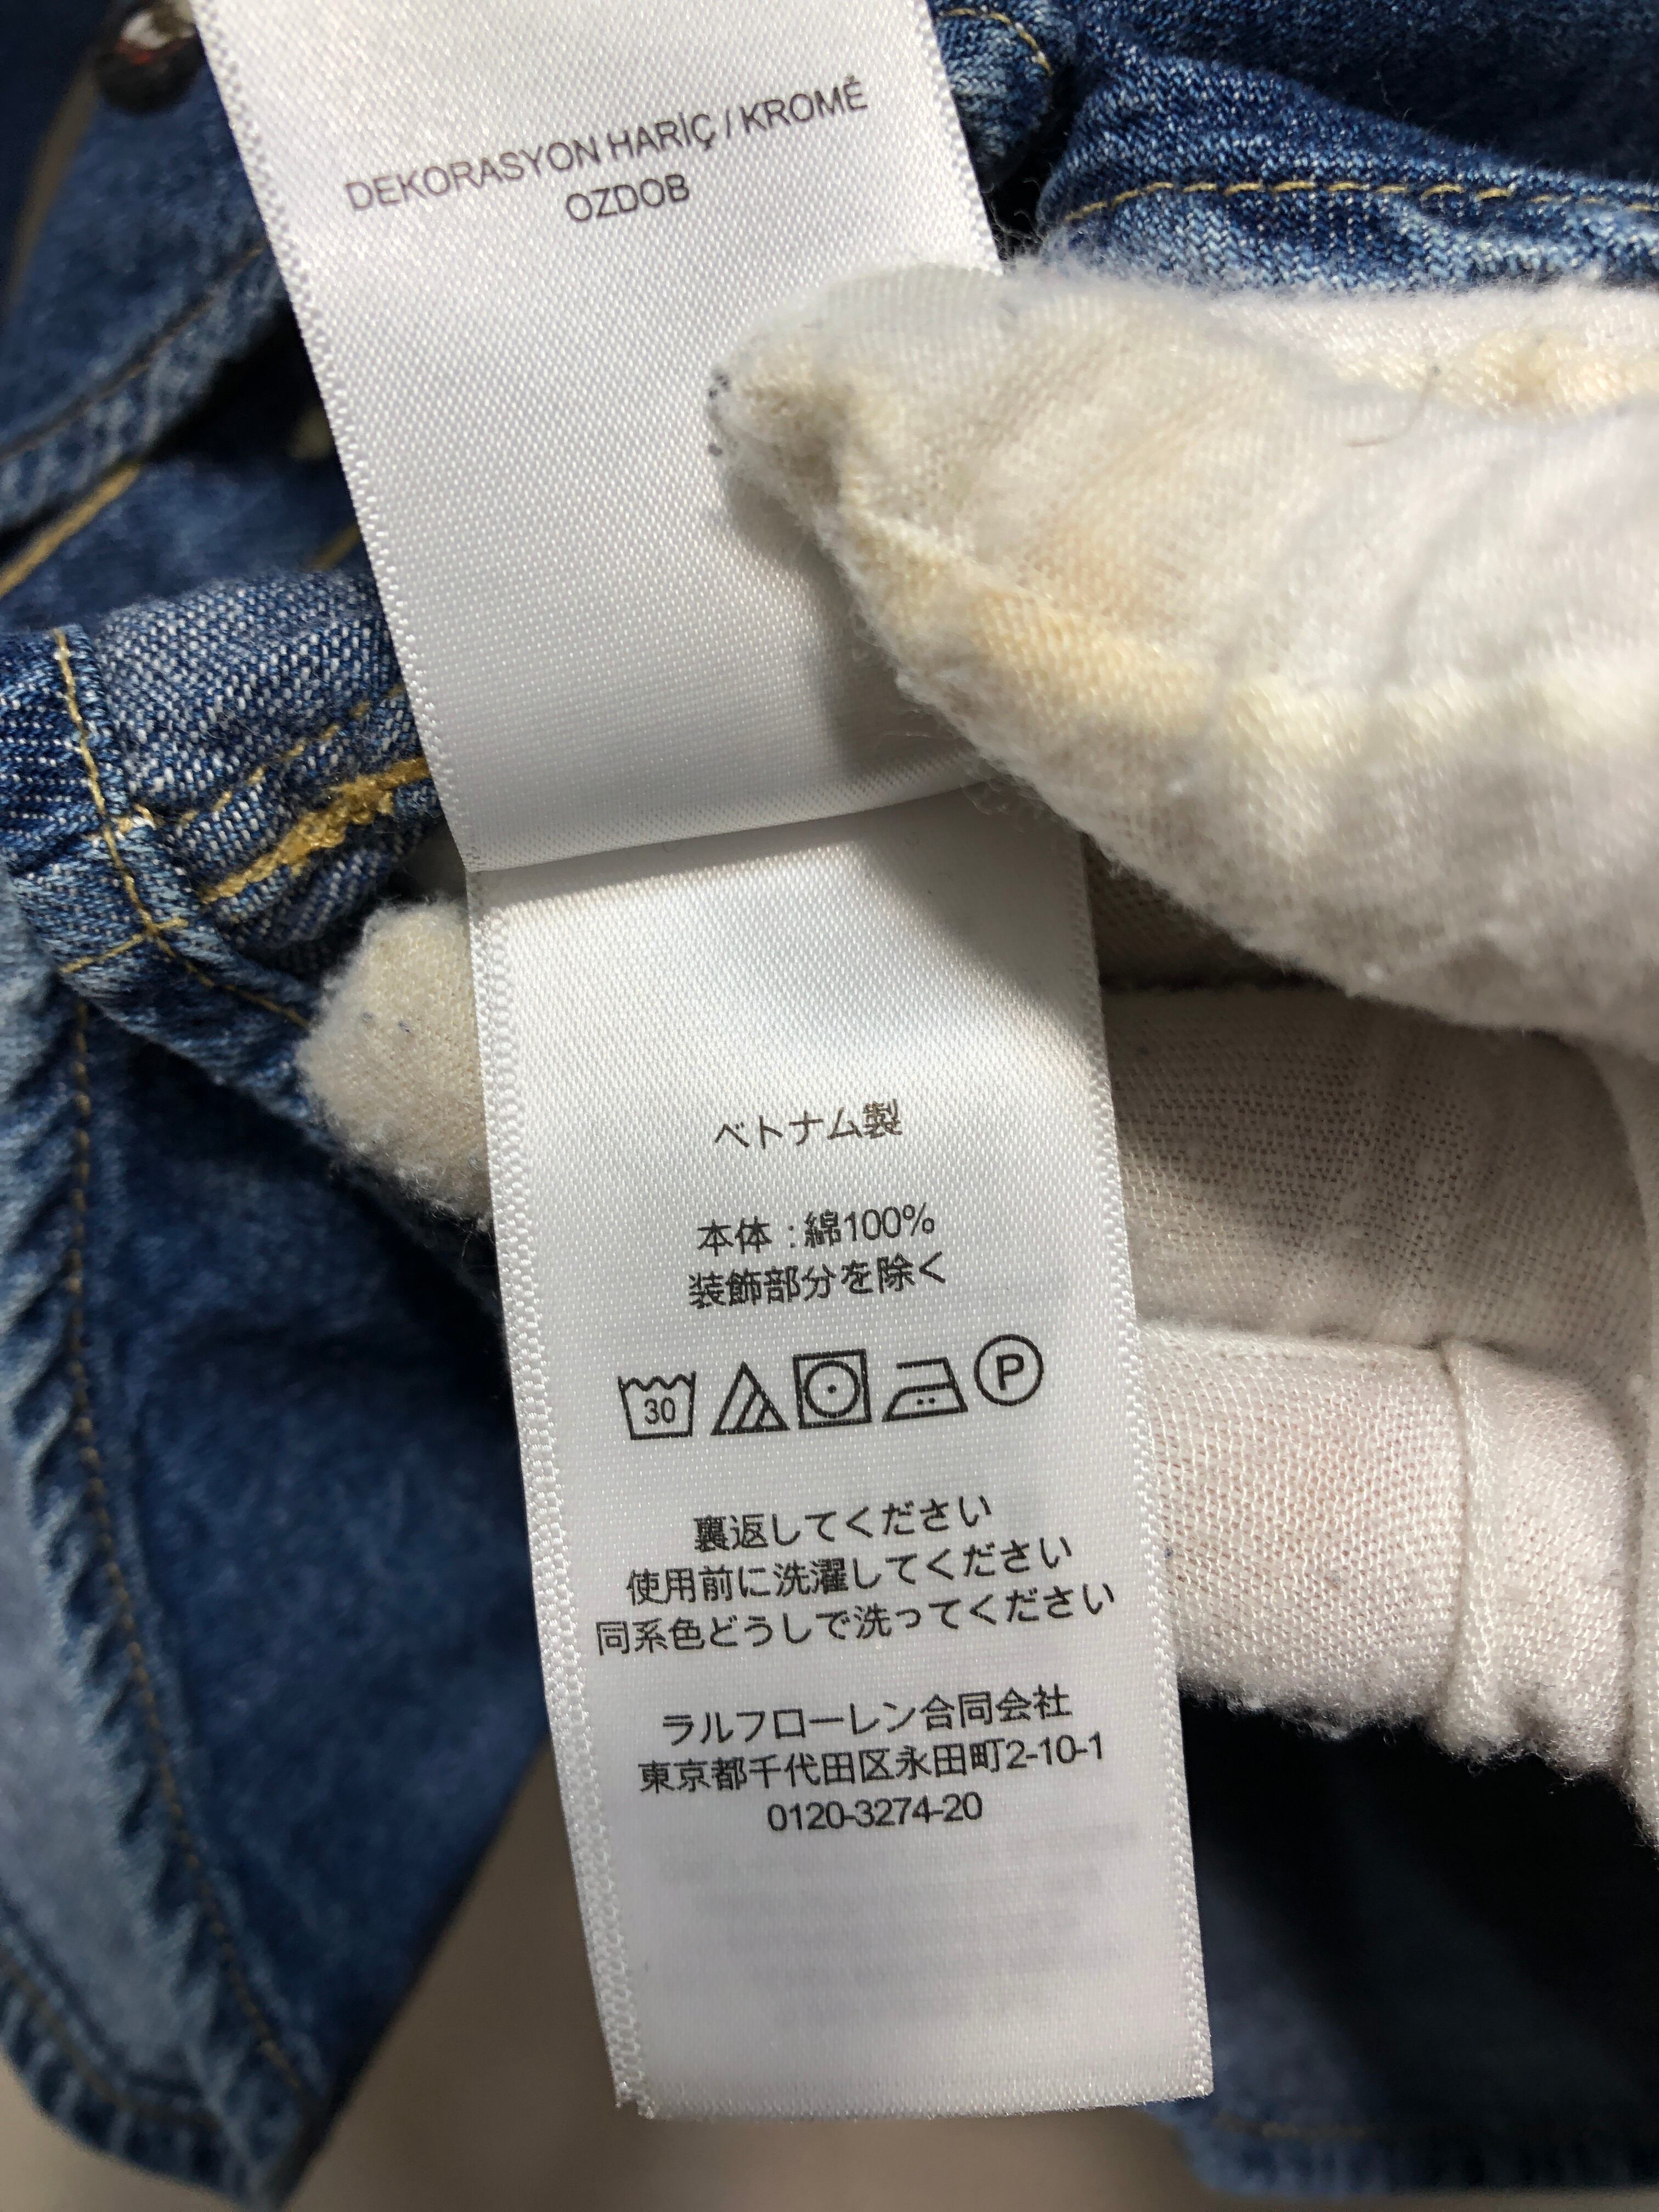 DEKORASYON HARİÇ / KROMĚ
OZDOB
ベトナム製
本体 : 綿100%
装飾部分を除く
30
P
裏返してください
使用前に洗濯してください
同系色どうしで洗ってください
ラルフローレン合同会社
東京都千代田区永田町2-10-1
0120-3274-20